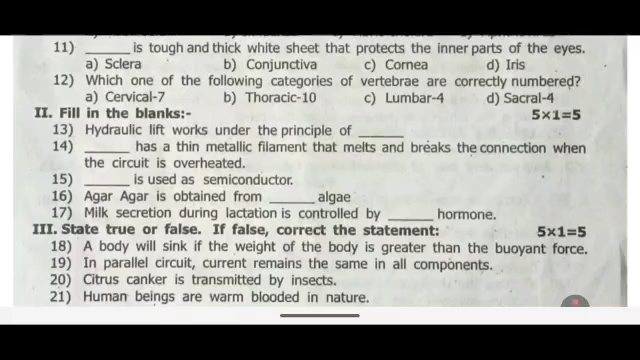 11) ______ is tough and thick white sheet that protects the inner parts of the eyes.
a) Sclera b) Conjunctiva c) Cornea d) Iris
12) Which one of the following categories of vertebrae are correctly numbered?
a) Cervical-7 b) Thoracic-10 c) Lumbar-4 d) Sacral-4
II. Fill in the blanks:- 5×1=5
13) Hydraulic lift works under the principle of ______
14) ______ has a thin metallic filament that melts and breaks the connection when
the circuit is overheated.
15) ______ is used as semiconductor.
16) Agar Agar is obtained from ______ algae
17) Milk secretion during lactation is controlled by ______ hormone.
III. State true or false. If false, correct the statement: 5×1=5
18) A body will sink if the weight of the body is greater than the buoyant force.
19) In parallel circuit, current remains the same in all components.
20) Citrus canker is transmitted by insects.
21) Human beings are warm blooded in nature.